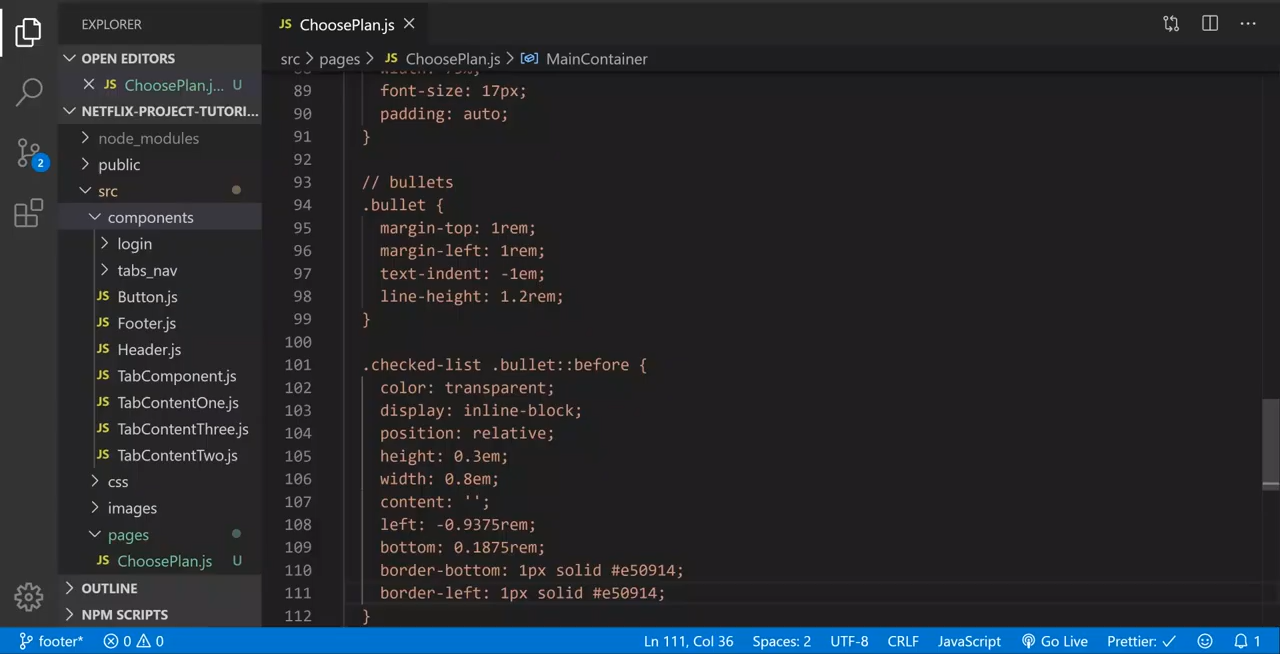 EXPLORER
OPEN EDITORS
JS ChoosePlan.j... U
NETFLIX-PROJECT-TUTORI...
node_modules
public
src
components
login
tabs_nav
JS Button.js
JS Footer.js
JS Header.js
JS TabComponent.js
JS TabContentOne.js
JS TabContentThree.js
JS TabContentTwo.js
css
images
pages
JS ChoosePlan.js U
OUTLINE
NPM SCRIPTS
2
JS ChoosePlan.js
src > pages > JS ChoosePlan.js > MainContainer
89 font-size: 17px;
90 padding: auto;
91 }
92
93 // bullets
94 .bullet {
95 margin-top: 1rem;
96 margin-left: 1rem;
97 text-indent: -1em;
98 line-height: 1.2rem;
99 }
100
101 .checked-list .bullet::before {
102 color: transparent;
103 display: inline-block;
104 position: relative;
105 height: 0.3em;
106 width: 0.8em;
107 content: '';
108 left: -0.9375rem;
109 bottom: 0.1875rem;
110 border-bottom: 1px solid #e50914;
111 border-left: 1px solid #e50914;
112 }
footer* 0 0 Ln 111, Col 36 Spaces: 2 UTF-8 CRLF JavaScript Go Live Prettier: ✓ 1